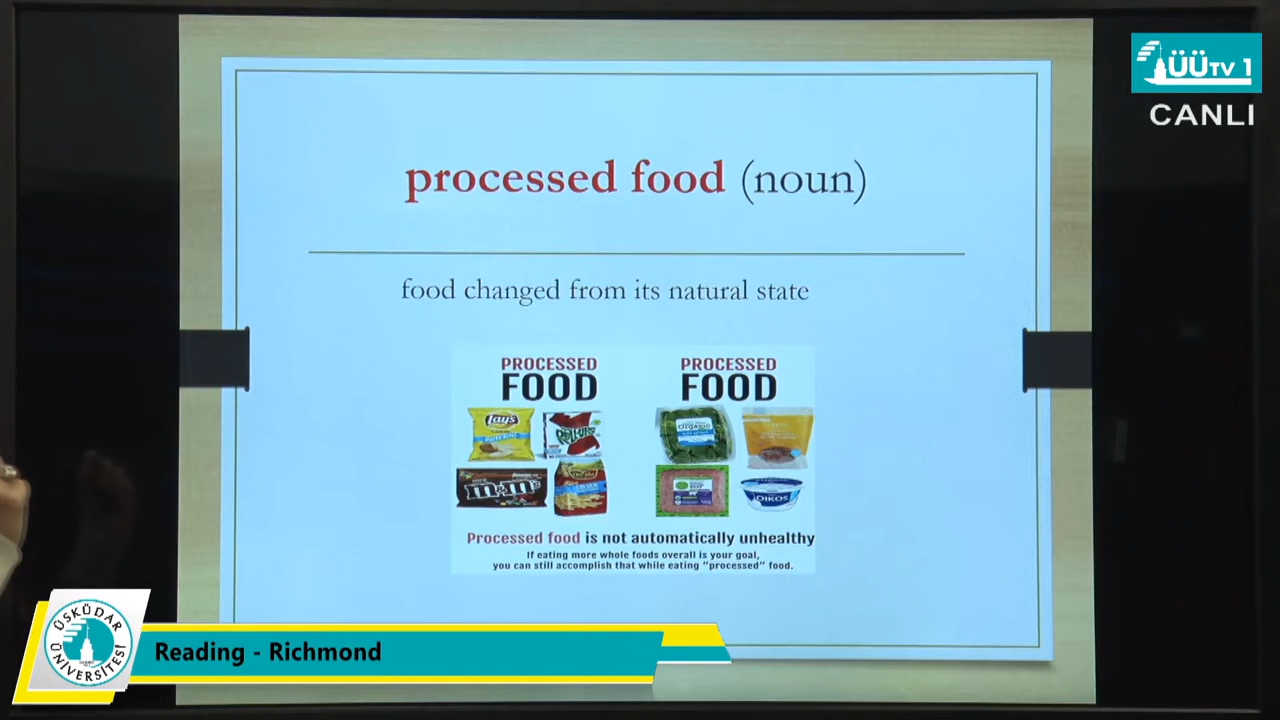 ÜÜTV 1
CANLI
processed food (noun)
food changed from its natural state
PROCESSED
FOOD
PROCESSED
FOOD
Lay's
m&m's
Organic
OIKOS
Processed food is not automatically unhealthy
If eating more whole foods overall is your goal,
you can still accomplish that while eating "processed" food.
ÜSKÜDAR
ÜNİVERSİTESİ
Reading - Richmond